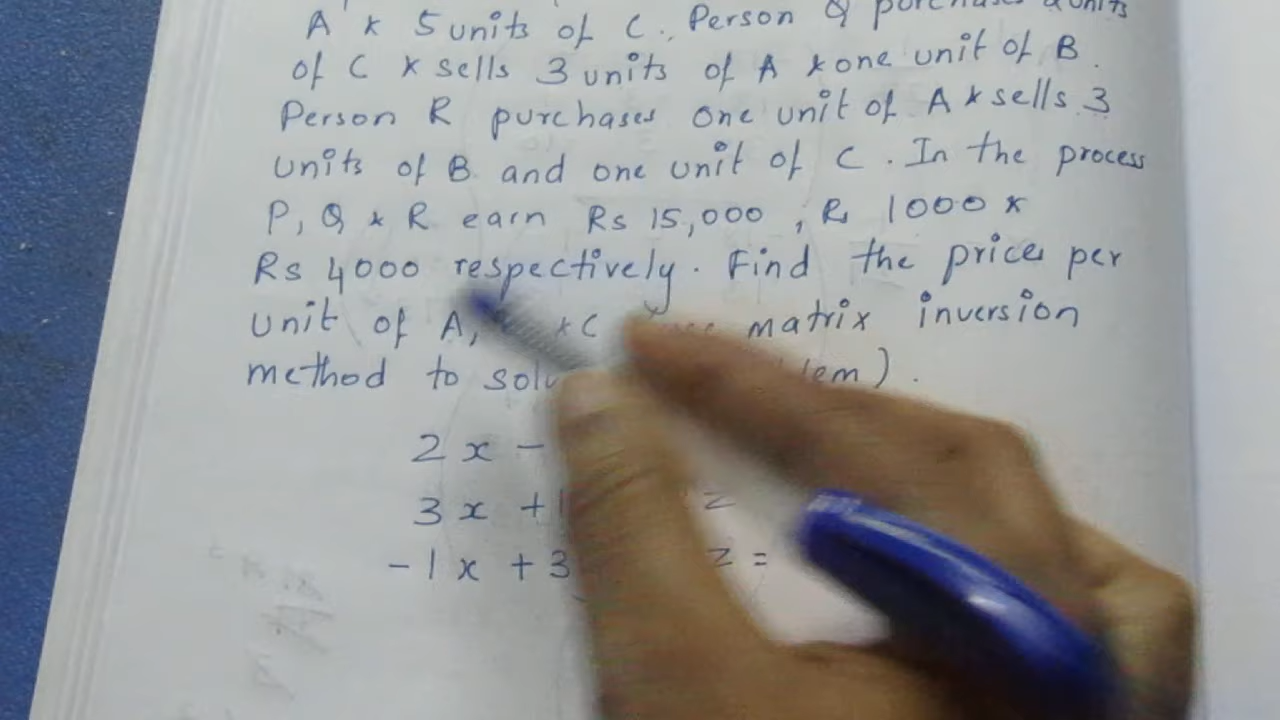 A & 5 units of C. Person Q purchases 2 units
of C & sells 3 units of A & one unit of B.
Person R purchases one unit of A & sells 3
units of B and one unit of C. In the process
P, Q & R earn Rs 15,000, Rs 1000 &
Rs 4000 respectively. Find the prices per
unit of A, & C matrix inversion
method to
2x -
3x + z
-1x + 3 z =